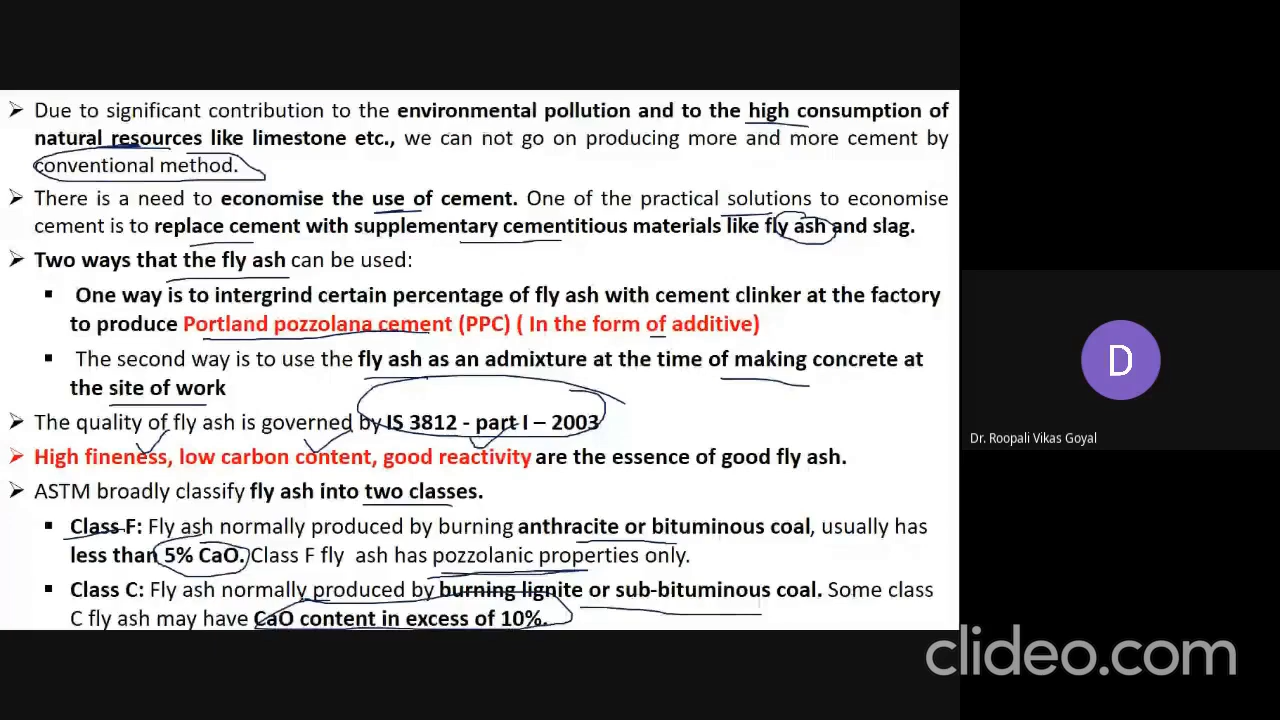 ➢ Due to significant contribution to the environmental pollution and to the high consumption of
natural resources like limestone etc., we can not go on producing more and more cement by
conventional method.
➢ There is a need to economise the use of cement. One of the practical solutions to economise
cement is to replace cement with supplementary cementitious materials like fly ash and slag.
➢ Two ways that the fly ash can be used:
▪ One way is to intergrind certain percentage of fly ash with cement clinker at the factory
to produce Portland pozzolana cement (PPC) ( In the form of additive)
▪ The second way is to use the fly ash as an admixture at the time of making concrete at
the site of work
➢ The quality of fly ash is governed by IS 3812 - part I – 2003
➢ High fineness, low carbon content, good reactivity are the essence of good fly ash.
➢ ASTM broadly classify fly ash into two classes.
▪ Class F: Fly ash normally produced by burning anthracite or bituminous coal, usually has
less than 5% CaO. Class F fly ash has pozzolanic properties only.
▪ Class C: Fly ash normally produced by burning lignite or sub-bituminous coal. Some class
C fly ash may have CaO content in excess of 10%.
D
Dr. Roopali Vikas Goyal
clideo.com